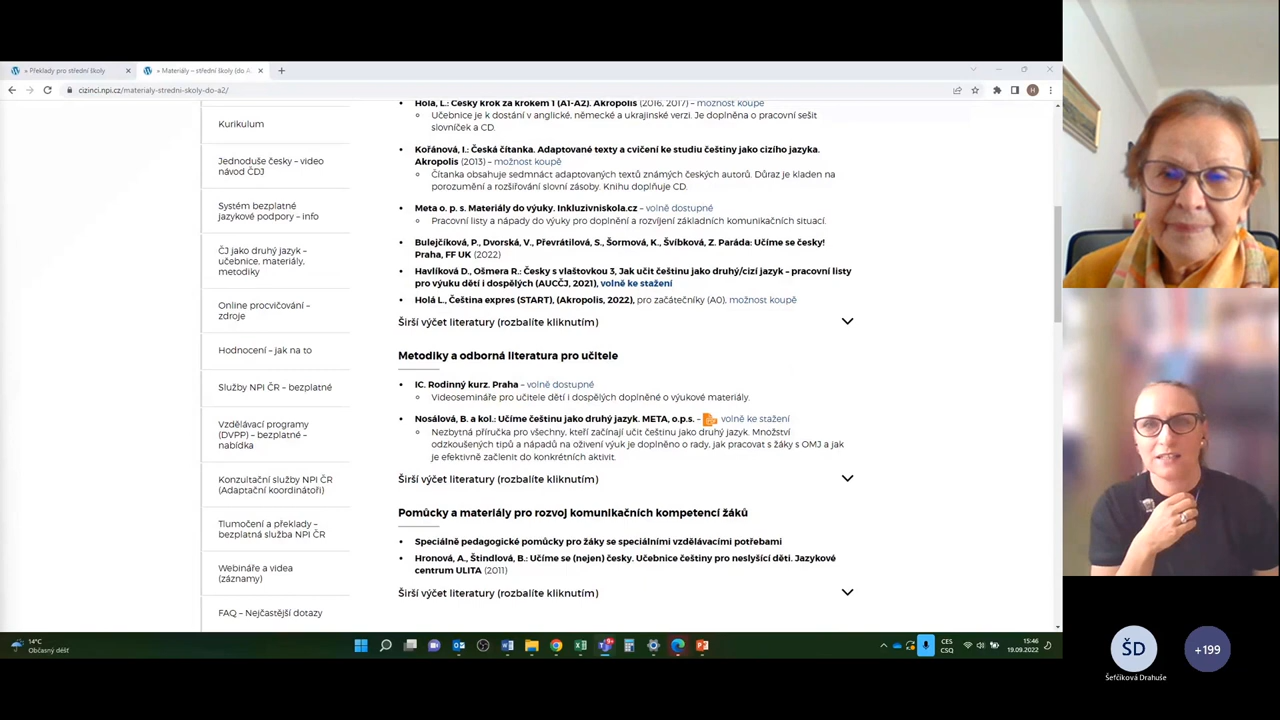 » Překlady pro střední školy
» Materiály – střední školy (do A
cizinci.npi.cz/materialy-stredni-skoly-do-a2/
H
Kurikulum
Jednoduše česky – video
návod ČDJ
Systém bezplatné
jazykové podpory – info
ČJ jako druhý jazyk –
učebnice, materiály,
metodiky
Online procvičování –
zdroje
Hodnocení – jak na to
Služby NPI ČR – bezplatné
Vzdělávací programy
(DVPP) – bezplatné –
nabídka
Konzultační služby NPI ČR
(Adaptační koordinátoři)
Tlumočení a překlady –
bezplatná služba NPI ČR
Webináře a videa
(záznamy)
FAQ – Nejčastější dotazy
Holá, L.: Česky krok za krokem 1 (A1-A2). Akropolis (2016, 2017) – možnost koupě
Učebnice je k dostání v anglické, německé a ukrajinské verzi. Je doplněna o pracovní sešit
slovníček a CD.
Kořánová, I.: Česká čítanka. Adaptované texty a cvičení ke studiu češtiny jako cizího jazyka.
Akropolis (2013) – možnost koupě
Čítanka obsahuje sedmnáct adaptovaných textů známých českých autorů. Důraz je kladen na
porozumění a rozšiřování slovní zásoby. Knihu doplňuje CD.
Meta o. p. s. Materiály do výuky. Inkluzivniskola.cz – volně dostupné
Pracovní listy a nápady do výuky pro doplnění a rozvíjení základních komunikačních situací.
Bulejčíková, P., Dvorská, V., Převrátilová, S., Šormová, K., Švíbková, Z. Paráda: Učíme se česky!
Praha, FF UK (2022)
Havlíková D., Ošmera R.: Česky s vlaštovkou 3, Jak učit češtinu jako druhý/cizí jazyk – pracovní listy
pro výuku dětí i dospělých (AUCČJ, 2021), volně ke stažení
Holá L., Čeština expres (START), (Akropolis, 2022), pro začátečníky (A0), možnost koupě
Širší výčet literatury (rozbalíte kliknutím)
Metodiky a odborná literatura pro učitele
IC. Rodinný kurz. Praha – volně dostupné
Videosemináře pro učitele dětí i dospělých doplněné o výukové materiály.
Nosálová, B. a kol.: Učíme češtinu jako druhý jazyk. META, o.p.s. – volně ke stažení
Nezbytná příručka pro všechny, kteří začínají učit češtinu jako druhý jazyk. Množství
odzkoušených tipů a nápadů na oživení výuk je doplněno o rady, jak pracovat s žáky s OMJ a jak
je efektivně začlenit do konkrétních aktivit.
Širší výčet literatury (rozbalíte kliknutím)
Pomůcky a materiály pro rozvoj komunikačních kompetencí žáků
Speciálně pedagogické pomůcky pro žáky se speciálními vzdělávacími potřebami
Hronová, A., Štindlová, B.: Učíme se (nejen) česky. Učebnice češtiny pro neslyšící děti. Jazykové
centrum ULITA (2011)
Širší výčet literatury (rozbalíte kliknutím)
14°C
Občasný déšť
CES
CSQ
15:46
19.09.2022
ŠD
Šefčíková Drahuše
+199